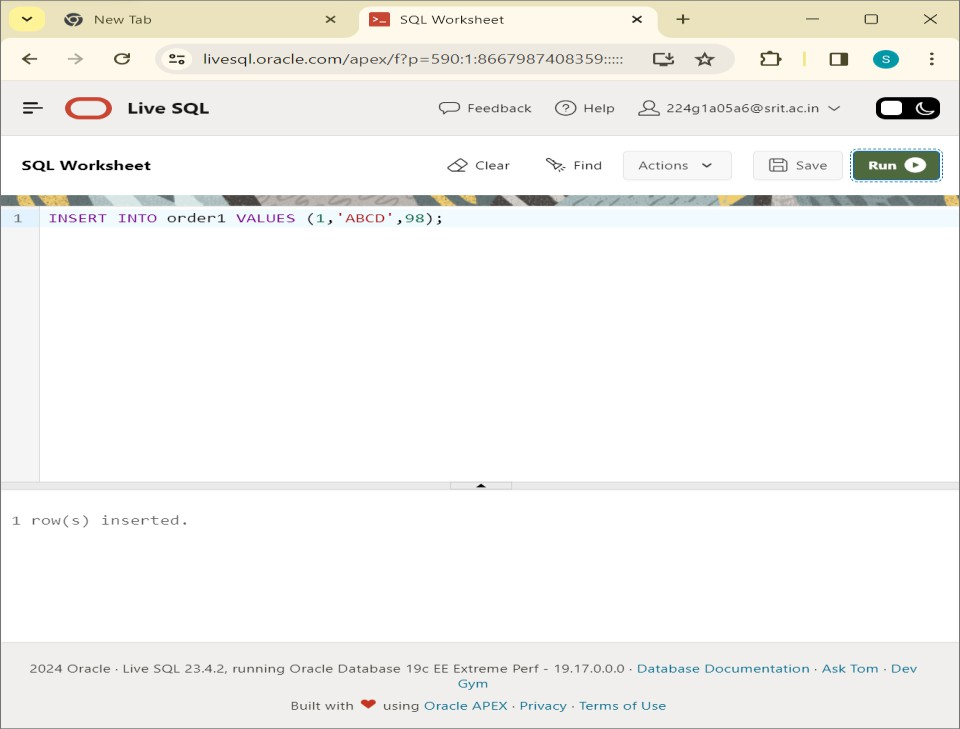 New Tab
SQL Worksheet
livesql.oracle.com/apex/f?p=590:1:8667987408359:::::
S
Live SQL
Feedback
Help
224g1a05a6@srit.ac.in
SQL Worksheet
Clear
Find
Actions
Save
Run
1 INSERT INTO order1 VALUES (1,'ABCD',98);
1 row(s) inserted.
2024 Oracle · Live SQL 23.4.2, running Oracle Database 19c EE Extreme Perf - 19.17.0.0.0 · Database Documentation · Ask Tom · Dev
Gym
Built with ❤ using Oracle APEX · Privacy · Terms of Use